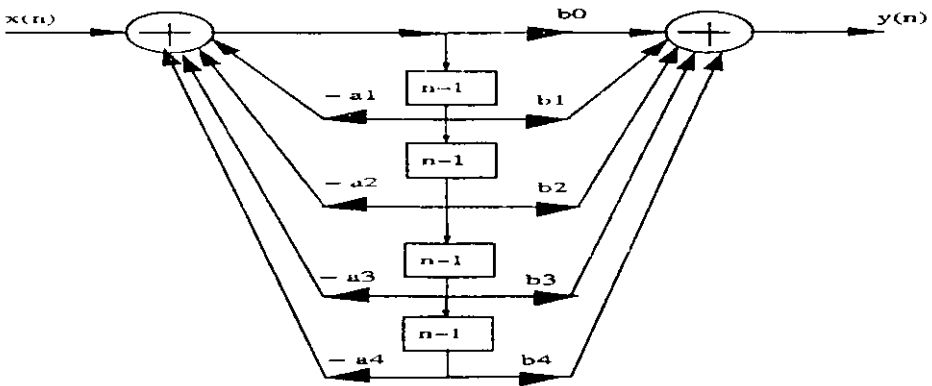 x(n) b0 y(n)
n-1
- a1 b1
n-1
- a2 b2
n-1
- a3 b3
n-1
- a4 b4